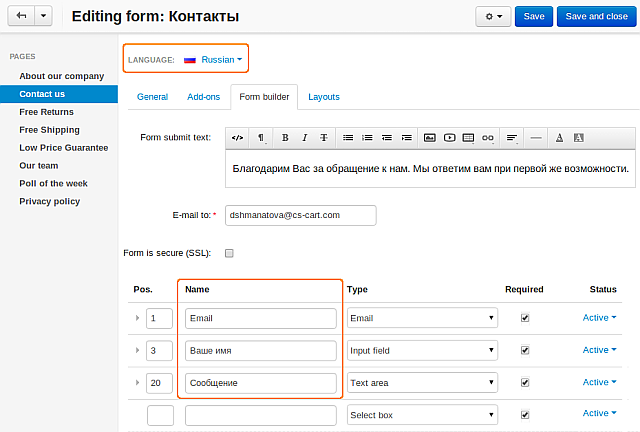 Editing form: Контакты
Save
Save and close
PAGES
About our company
Contact us
Free Returns
Free Shipping
Low Price Guarantee
Our team
Poll of the week
Privacy policy
LANGUAGE: Russian
General Add-ons Form builder Layouts
Form submit text:
Благодарим Вас за обращение к нам. Мы ответим вам при первой же возможности.
E-mail to: * dshmanatova@cs-cart.com
Form is secure (SSL):
Pos. Name Type Required Status
1 Email Email Active
3 Ваше имя Input field Active
20 Сообщение Text area Active
Select box Active